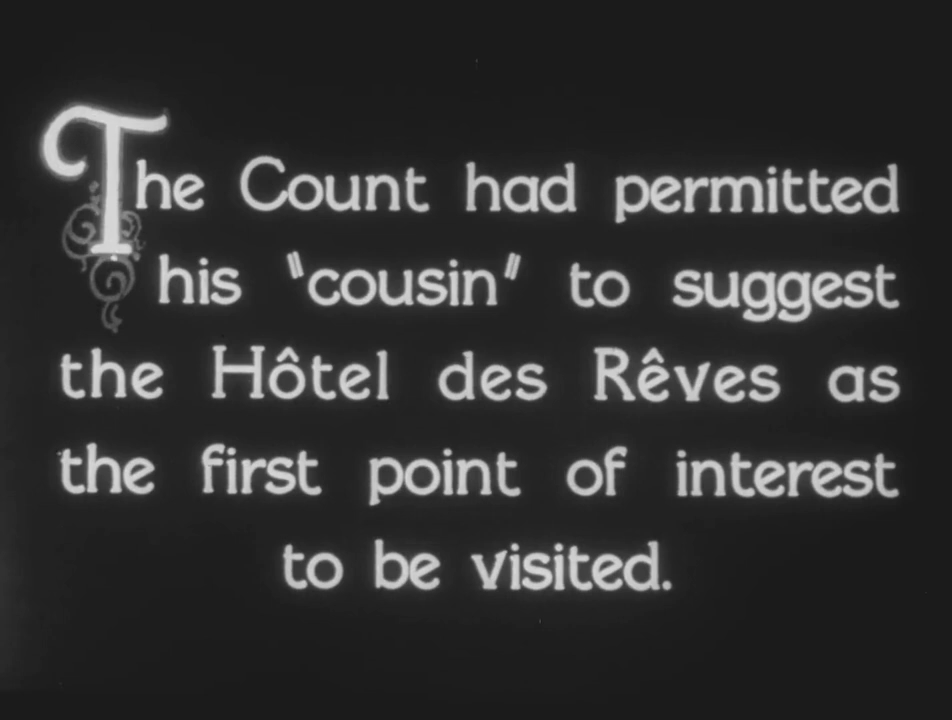 The Count had permitted
his "cousin" to suggest
the Hôtel des Rêves as
the first point of interest
to be visited.